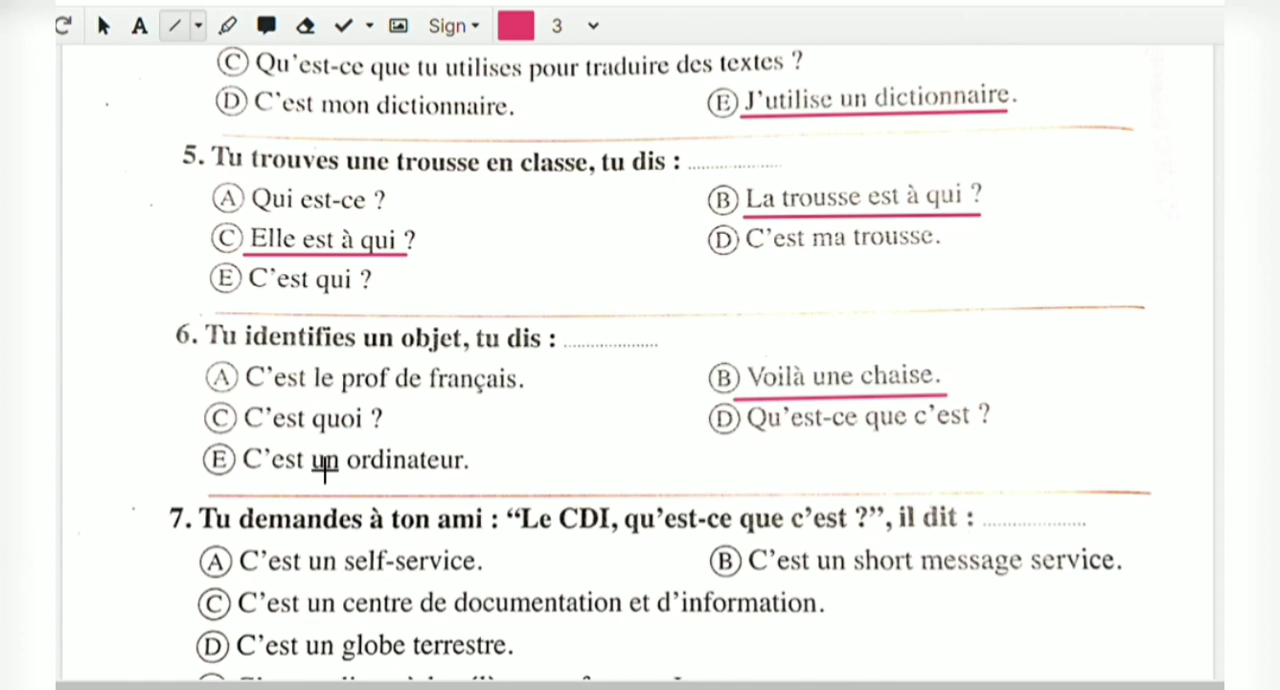 A Sign 3
Ⓒ Qu'est-ce que tu utilises pour traduire des textes ?
Ⓓ C'est mon dictionnaire. Ⓔ J'utilise un dictionnaire.
5. Tu trouves une trousse en classe, tu dis : ....................
Ⓐ Qui est-ce ? Ⓑ La trousse est à qui ?
Ⓒ Elle est à qui ? Ⓓ C'est ma trousse.
Ⓔ C'est qui ?
6. Tu identifies un objet, tu dis : ....................
Ⓐ C'est le prof de français. Ⓑ Voilà une chaise.
Ⓒ C'est quoi ? Ⓓ Qu'est-ce que c'est ?
Ⓔ C'est un ordinateur.
7. Tu demandes à ton ami : “Le CDI, qu'est-ce que c'est ?”, il dit : ....................
Ⓐ C'est un self-service. Ⓑ C'est un short message service.
Ⓒ C'est un centre de documentation et d'information.
Ⓓ C'est un globe terrestre.